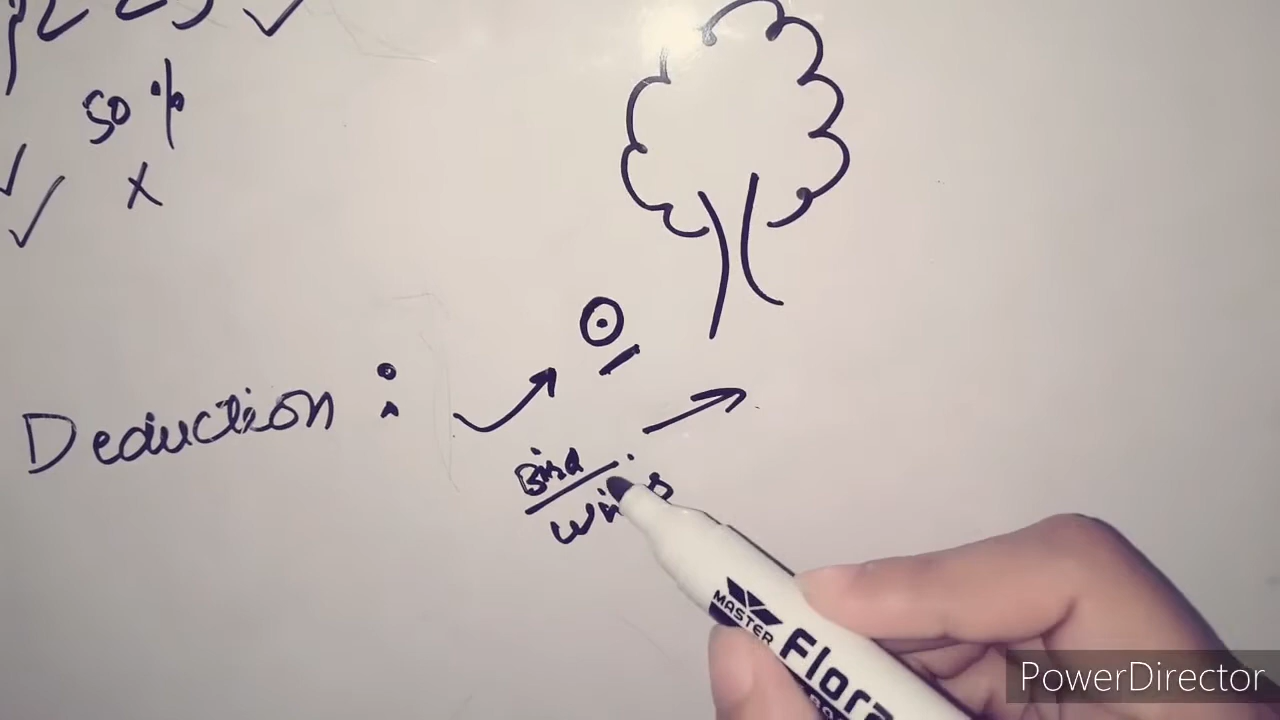 50 %
x
Deduction :
Bird
MASTER
Flora
PowerDirector